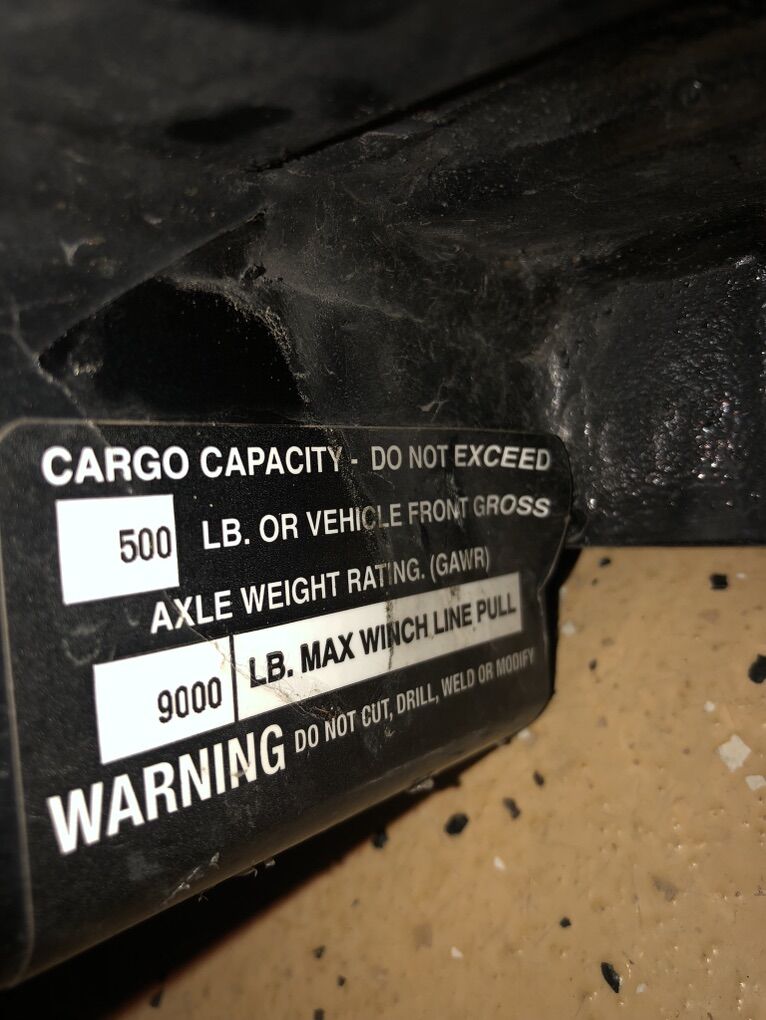 CARGO CAPACITY - DO NOT EXCEED
500 LB. OR VEHICLE FRONT GROSS
AXLE WEIGHT RATING. (GAWR)
9000 LB. MAX WINCH LINE PULL
WARNING DO NOT CUT, DRILL, WELD OR MODIFY